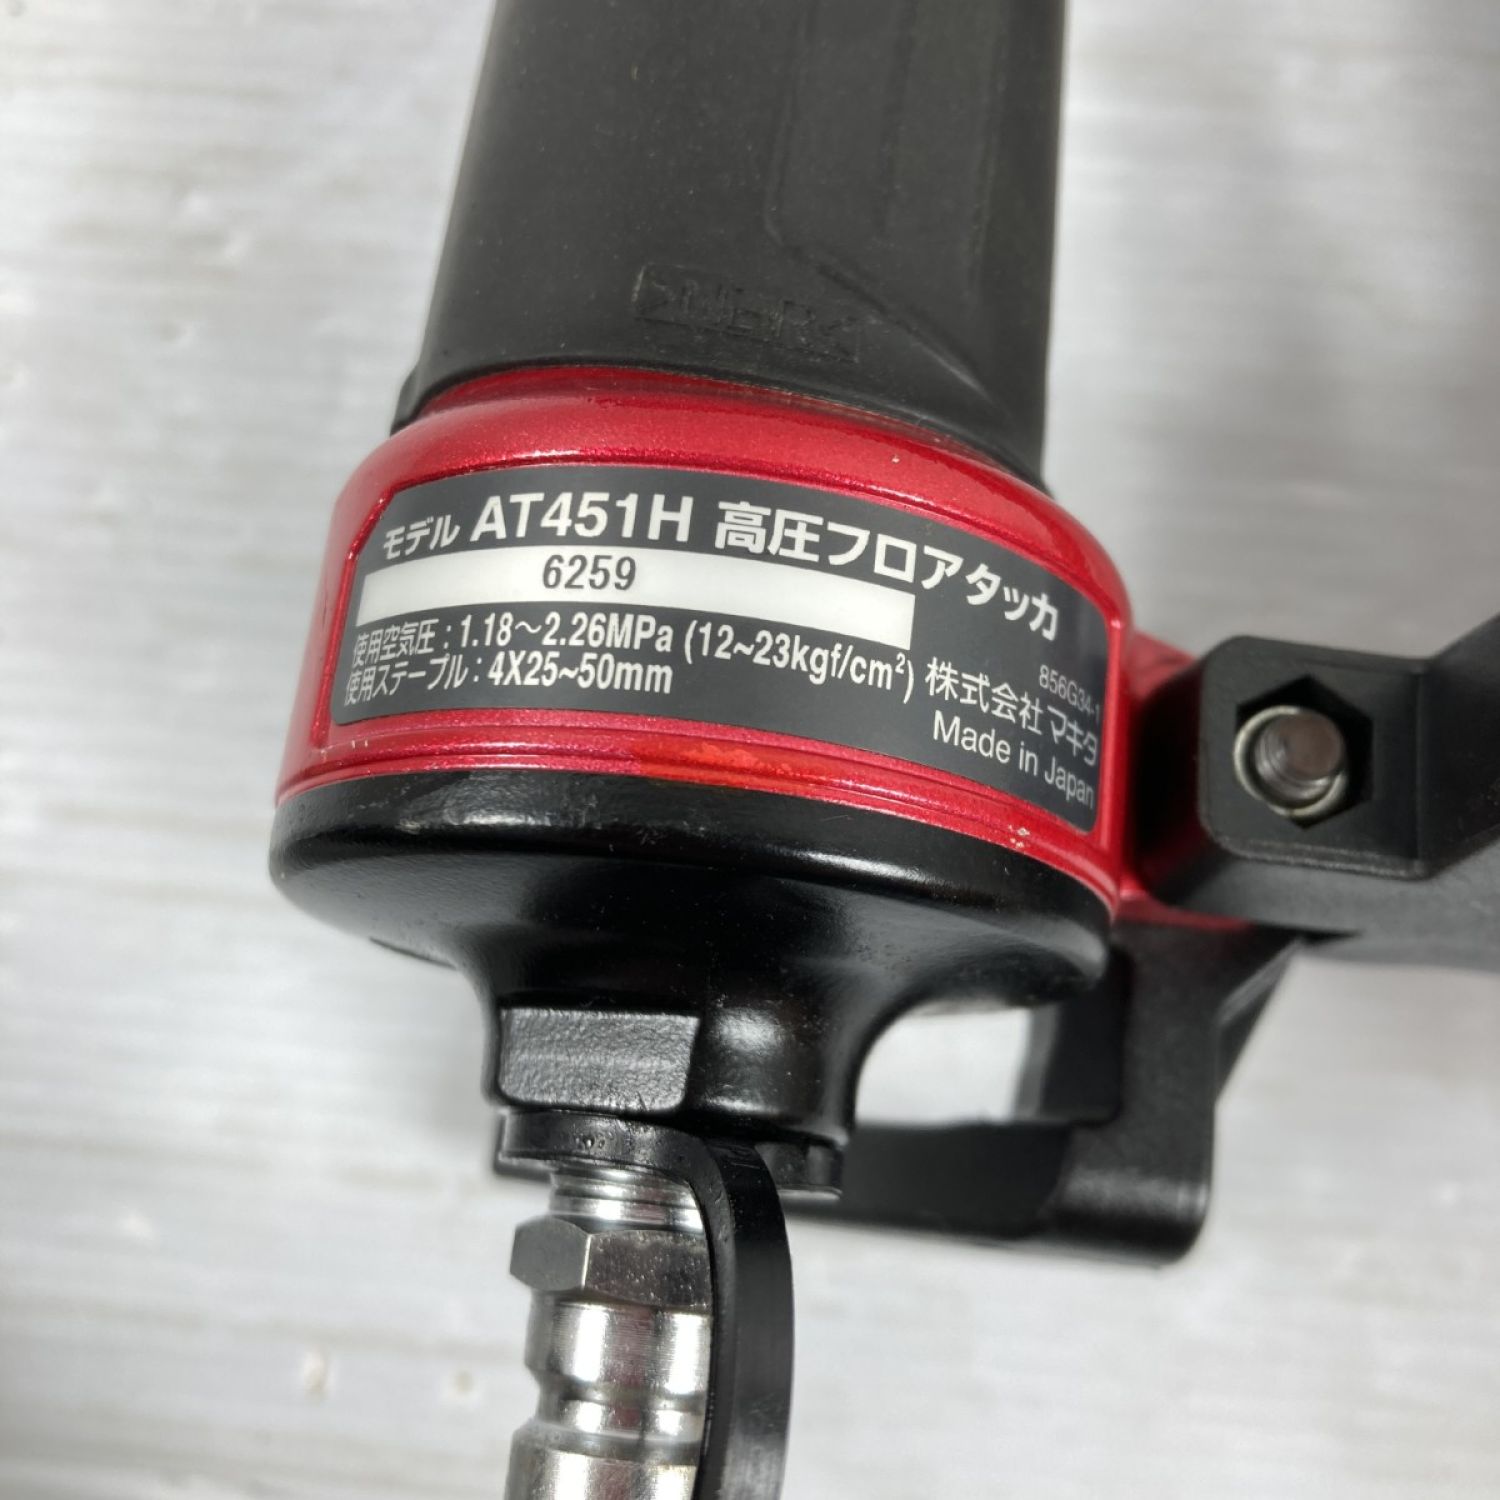 モデル AT451H 高圧フロアタッカ
6259
使用空気圧 : 1.18～2.26MPa (12~23kgf/cm²)
使用ステープル : 4X25~50mm
856G34-1
株式会社マキタ
Made in Japan